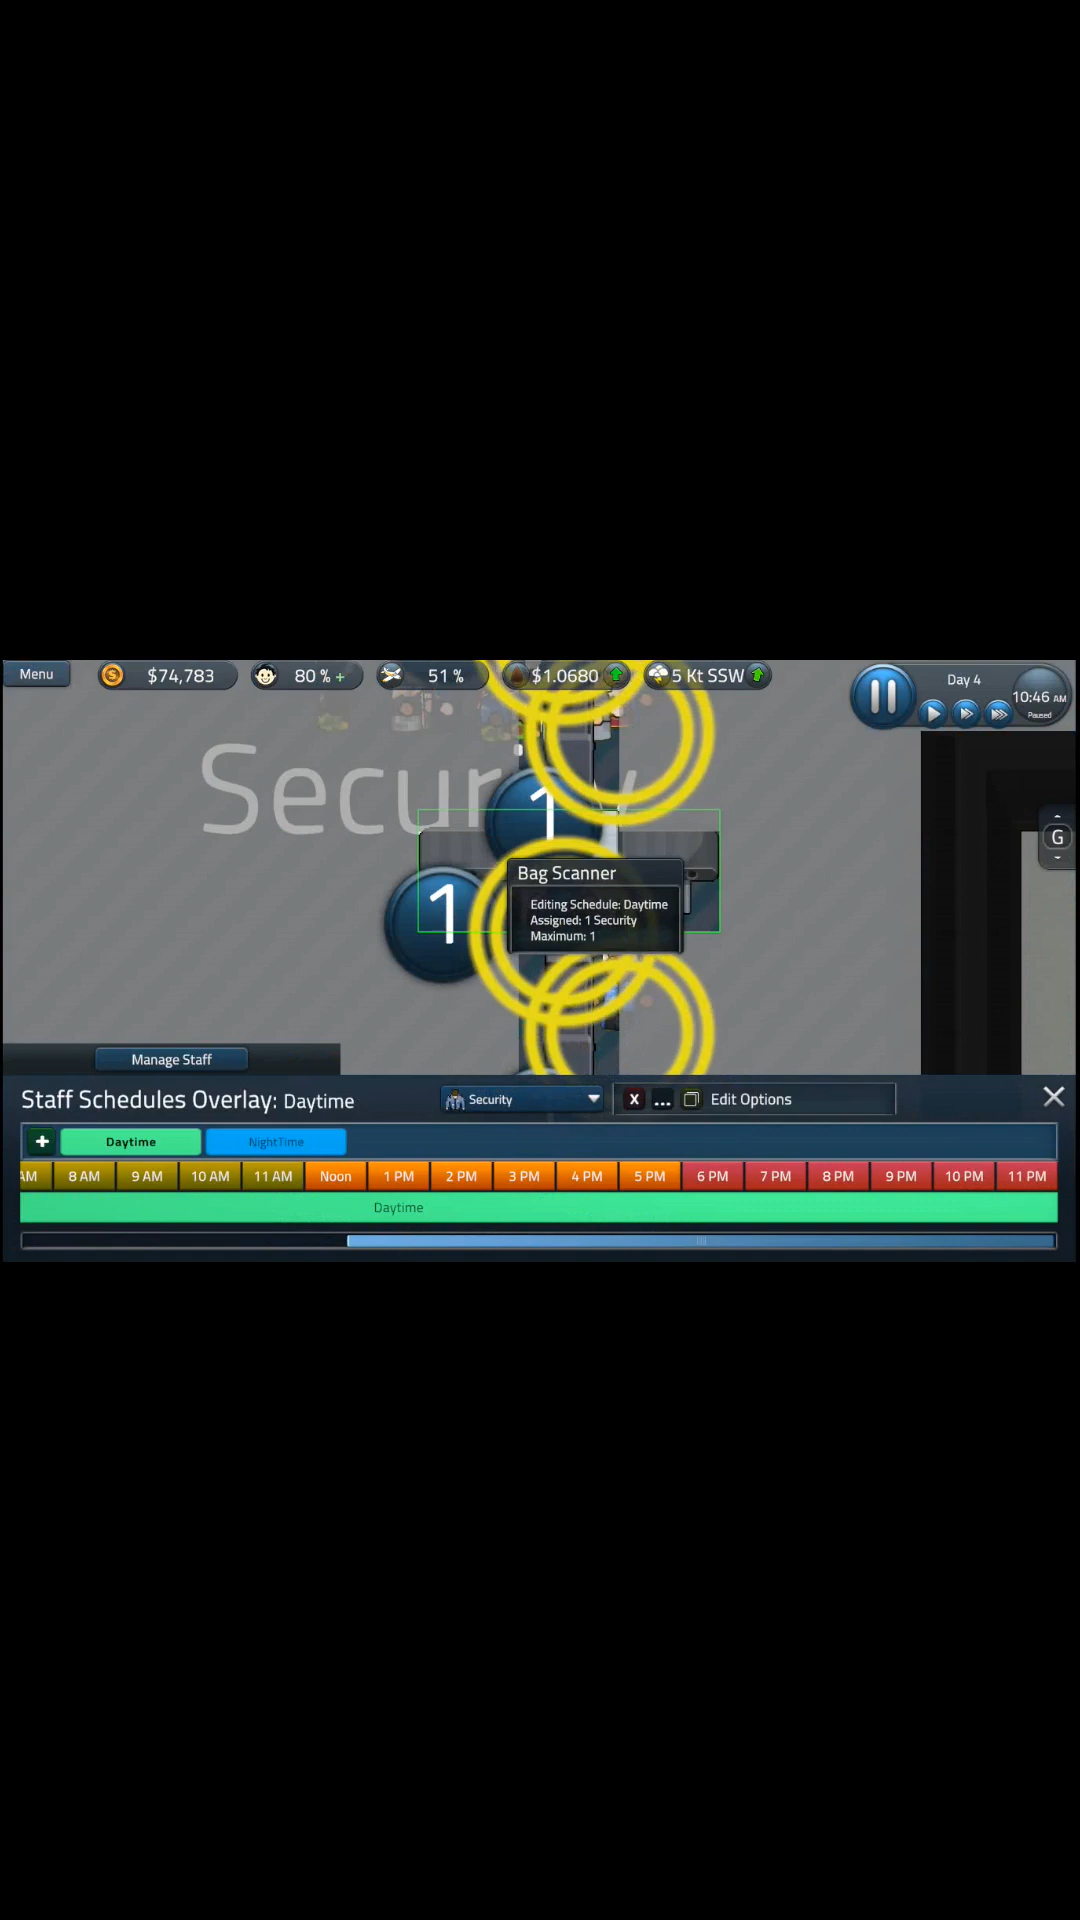 Menu
$74,783
80 % +
51 %
$1.0680
5 Kt SSW
Day 4
10:46 AM
Paused
Security
1
G
1
Bag Scanner
Editing Schedule: Daytime
Assigned: 1 Security
Maximum: 1
Manage Staff
Staff Schedules Overlay: Daytime
Security
X
...
Edit Options
+
Daytime
NightTime
AM 8 AM 9 AM 10 AM 11 AM Noon 1 PM 2 PM 3 PM 4 PM 5 PM 6 PM 7 PM 8 PM 9 PM 10 PM 11 PM
Daytime